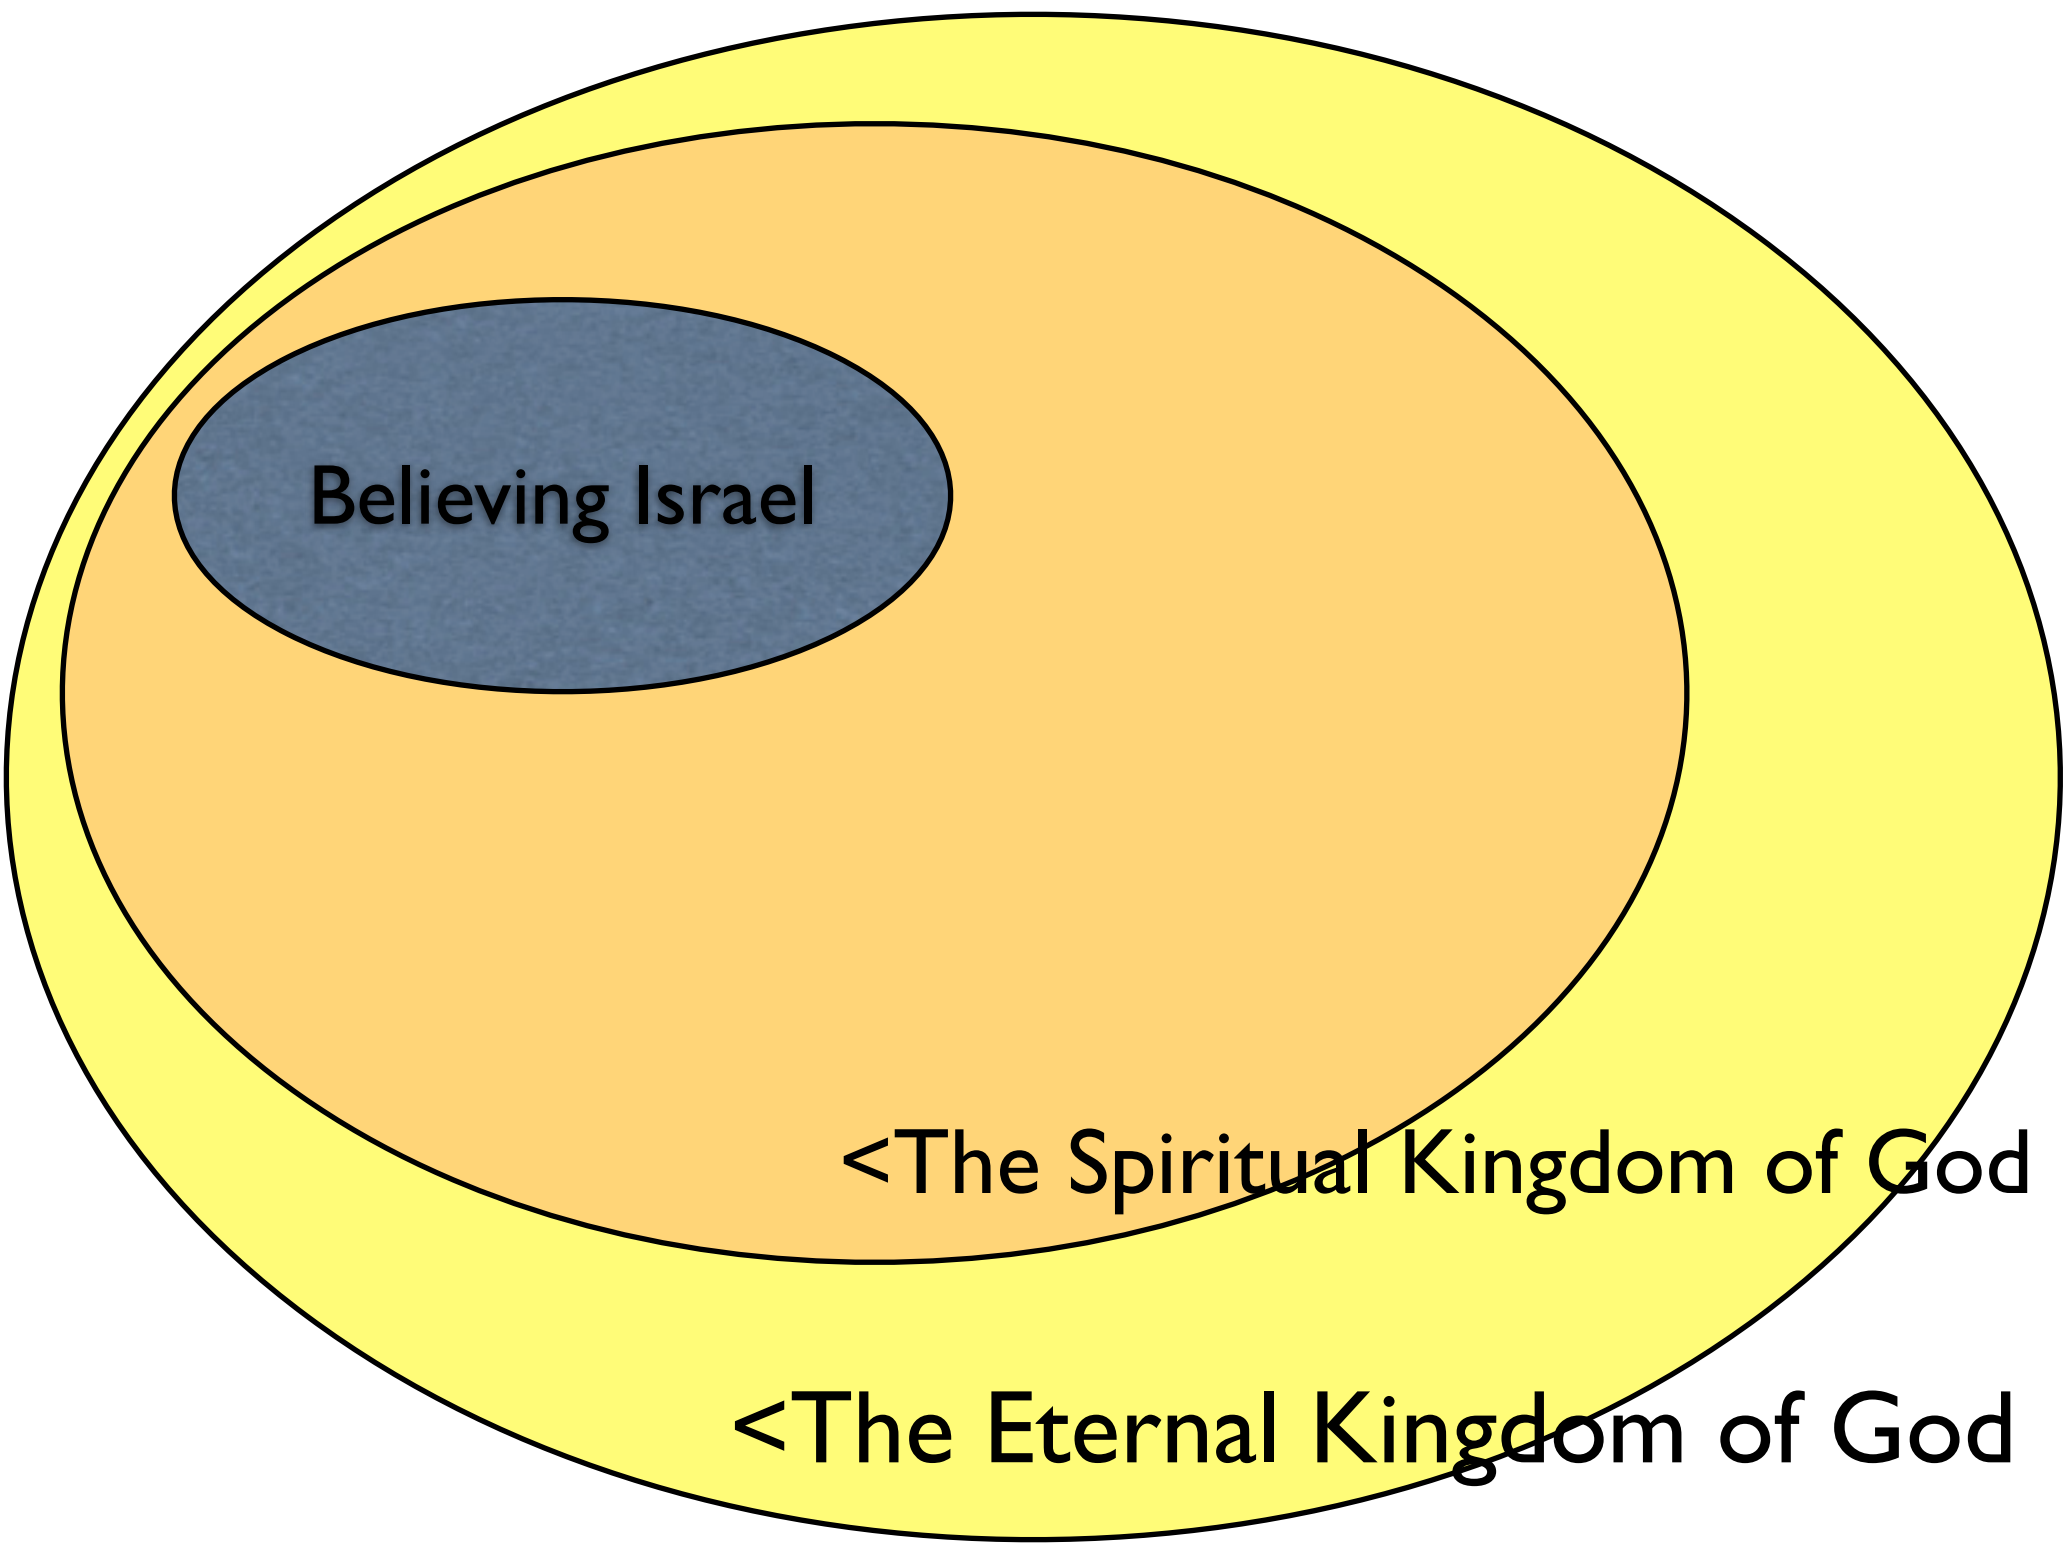 Believing Israel
<The Spiritual Kingdom of God
<The Eternal Kingdom of God